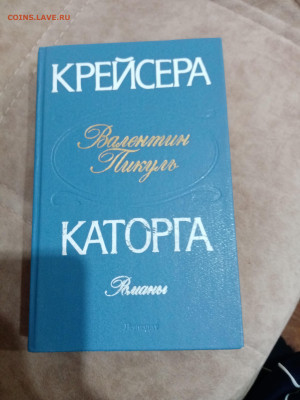 COINS.LAVE.RU
КРЕЙСЕРА
Валентин
Пикуль
КАТОРГА
Романы